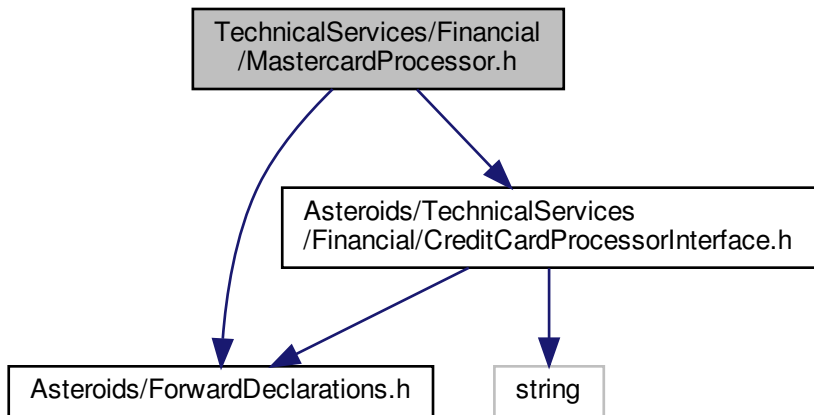 TechnicalServices/Financial
/MastercardProcessor.h
Asteroids/TechnicalServices
/Financial/CreditCardProcessorInterface.h
Asteroids/ForwardDeclarations.h
string